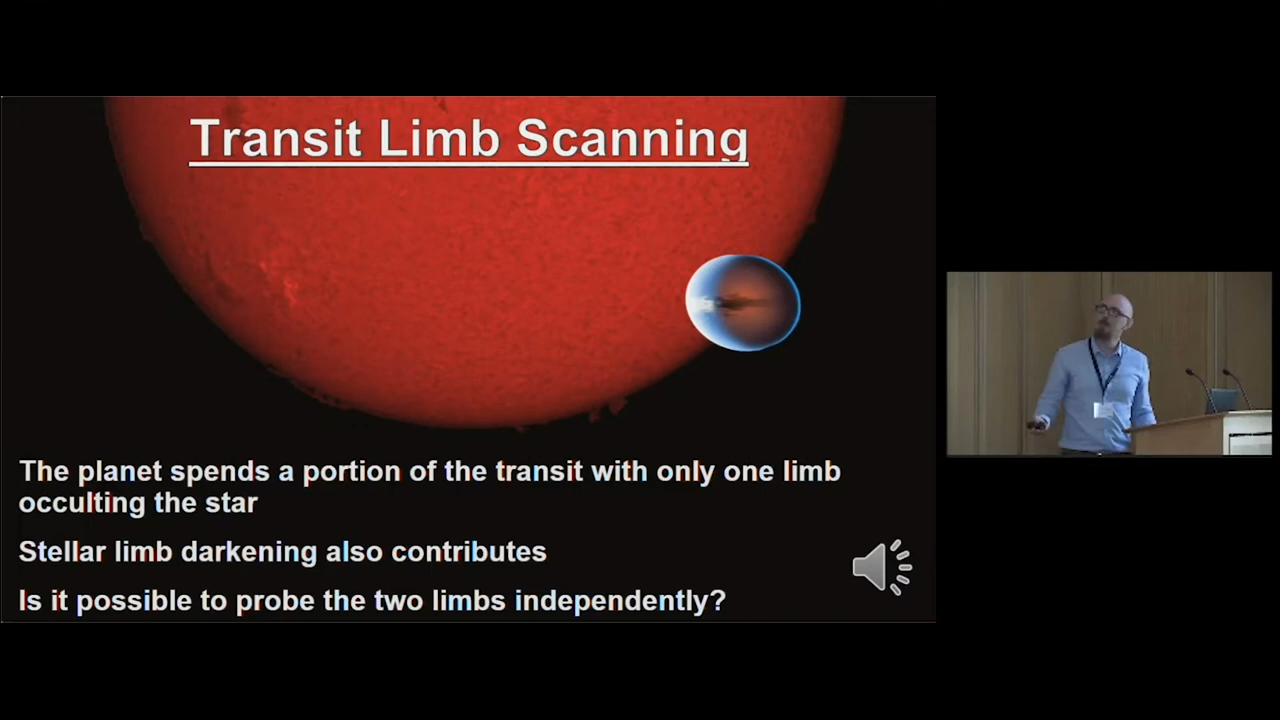 Transit Limb Scanning
The planet spends a portion of the transit with only one limb
occulting the star
Stellar limb darkening also contributes
Is it possible to probe the two limbs independently?